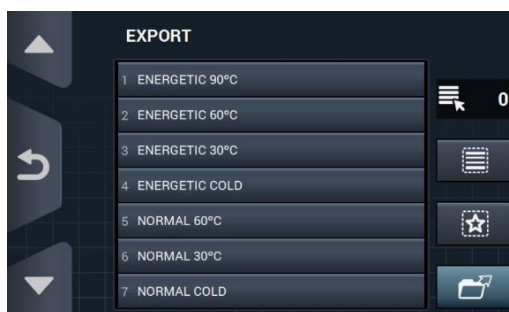 EXPORT
1 ENERGETIC 90ºC
2 ENERGETIC 60ºC
3 ENERGETIC 30ºC
4 ENERGETIC COLD
5 NORMAL 60ºC
6 NORMAL 30ºC
7 NORMAL COLD
0